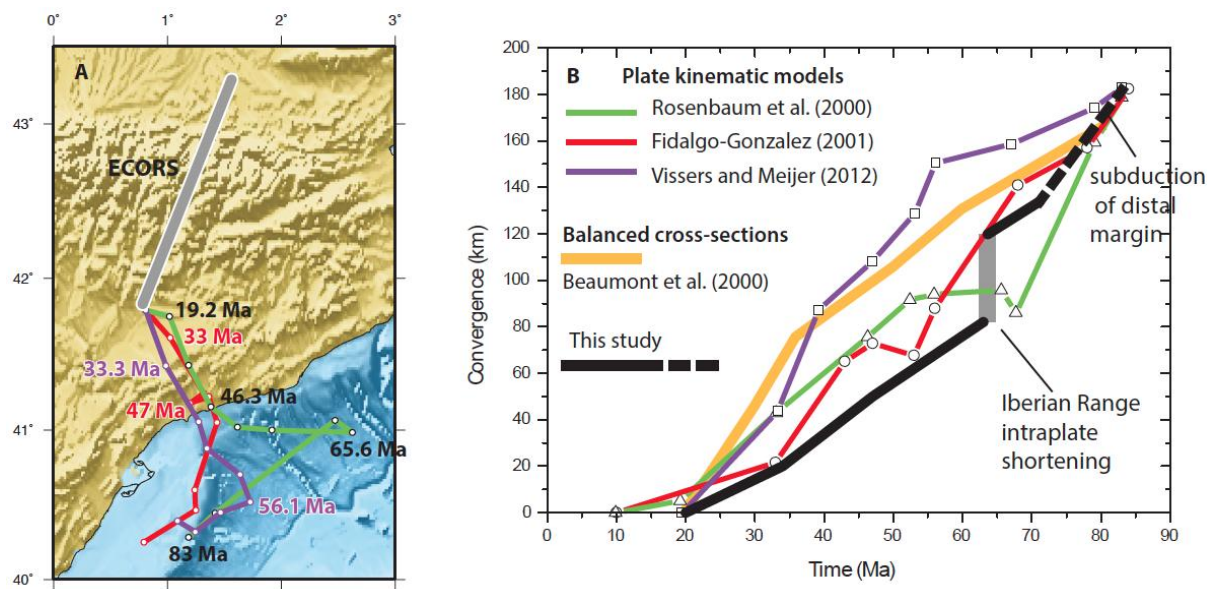 0° 1° 2° 3°
A
43°
ECORS
42°
19.2 Ma
33 Ma
33.3 Ma
46.3 Ma
47 Ma
41°
65.6 Ma
56.1 Ma
83 Ma
40°
200
180
160
140
120
100
80
60
40
20
0
Convergence (km)
B Plate kinematic models
Rosenbaum et al. (2000)
Fidalgo-Gonzalez (2001)
Vissers and Meijer (2012)
Balanced cross-sections
Beaumont et al. (2000)
This study
subduction
of distal
margin
Iberian Range
intraplate
shortening
0 10 20 30 40 50 60 70 80 90
Time (Ma)